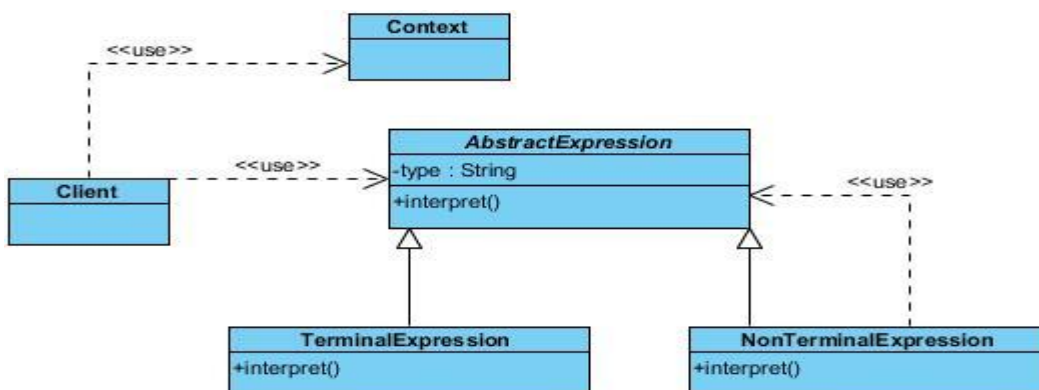 Context
<<use>>
AbstractExpression
-type : String
+interpret()
<<use>>
Client
<<use>>
TerminalExpression
+interpret()
NonTerminalExpression
+interpret()